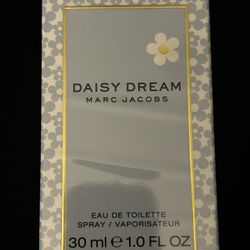 DAISY DREAM
MARC JACOBS
EAU DE TOILETTE
SPRAY / VAPORISATEUR
30 ml ℮ 1.0 FL OZ